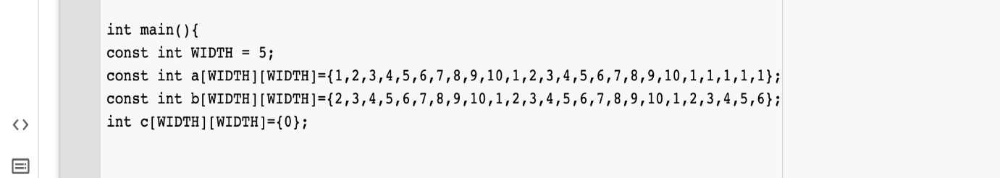 int main(){
const int WIDTH = 5;
const int a[WIDTH][WIDTH]={1,2,3,4,5,6,7,8,9,10,1,2,3,4,5,6,7,8,9,10,1,1,1,1,1};
const int b[WIDTH][WIDTH]={2,3,4,5,6,7,8,9,10,1,2,3,4,5,6,7,8,9,10,1,2,3,4,5,6};
int c[WIDTH][WIDTH]={0};